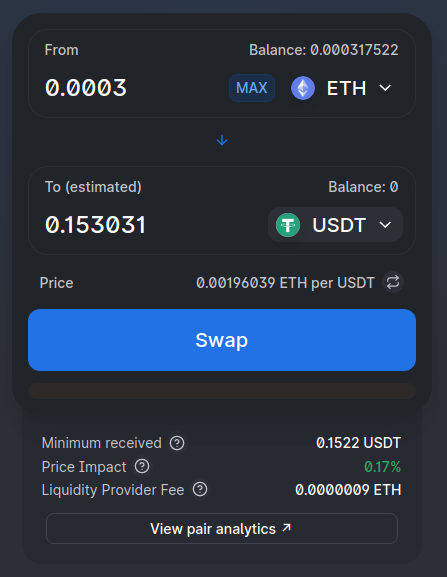 From Balance: 0.000317522
0.0003 MAX ETH
To (estimated) Balance: 0
0.153031 USDT
Price 0.00196039 ETH per USDT
Swap
Minimum received ? 0.1522 USDT
Price Impact ? 0.17%
Liquidity Provider Fee ? 0.0000009 ETH
View pair analytics ↗